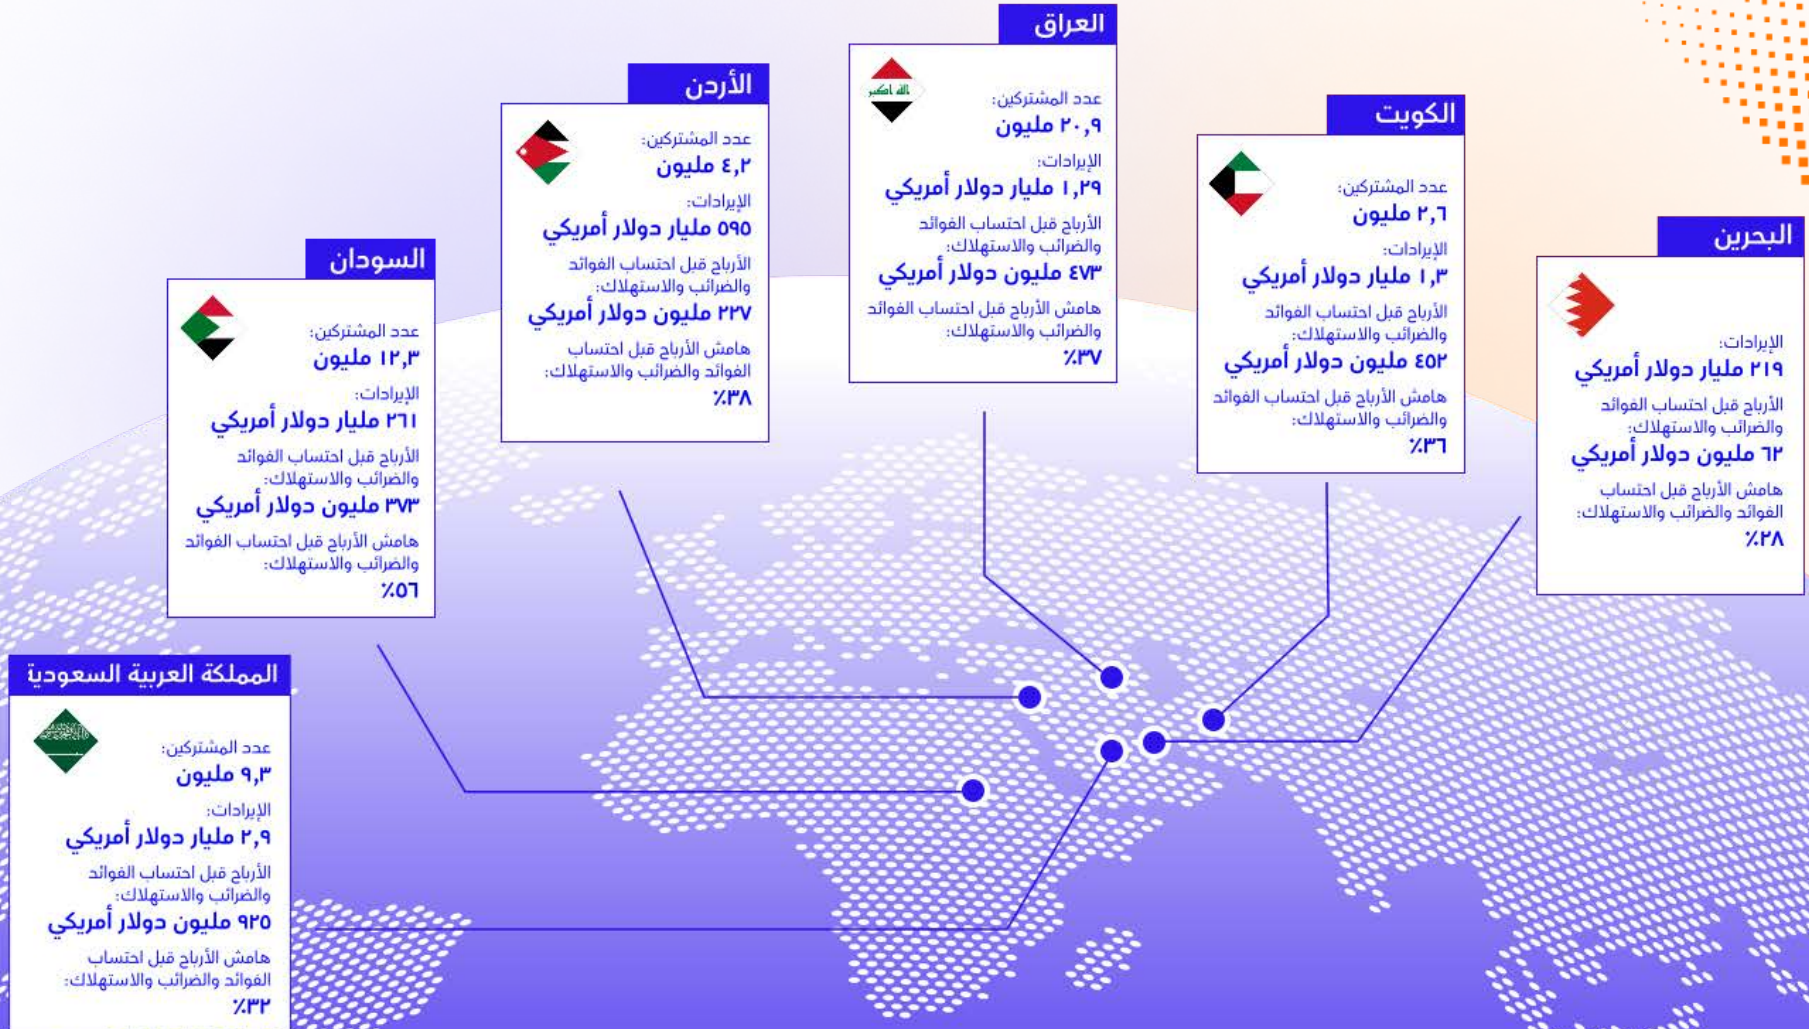 العراق
عدد المشتركين:
٢٠,٩ مليون
الإيرادات:
١,٢٩ مليار دولار أمريكي
الأرباح قبل احتساب الفوائد
والضرائب والاستهلاك:
٤٧٣ مليون دولار أمريكي
هامش الأرباح قبل احتساب الفوائد
والضرائب والاستهلاك:
٣٧٪
الأردن
عدد المشتركين:
٤,٢ مليون
الإيرادات:
٥٩٥ مليار دولار أمريكي
الأرباح قبل احتساب الفوائد
والضرائب والاستهلاك:
٢٢٧ مليون دولار أمريكي
هامش الأرباح قبل احتساب
الفوائد والضرائب والاستهلاك:
٣٨٪
الكويت
عدد المشتركين:
٢,٦ مليون
الإيرادات:
١,٣ مليار دولار أمريكي
الأرباح قبل احتساب الفوائد
والضرائب والاستهلاك:
٤٥٢ مليون دولار أمريكي
هامش الأرباح قبل احتساب الفوائد
والضرائب والاستهلاك:
٣٦٪
البحرين
الإيرادات:
٢١٩ مليار دولار أمريكي
الأرباح قبل احتساب الفوائد
والضرائب والاستهلاك:
٦٢ مليون دولار أمريكي
هامش الأرباح قبل احتساب
الفوائد والضرائب والاستهلاك:
٢٨٪
السودان
عدد المشتركين:
١٢,٣ مليون
الإيرادات:
٢٦١ مليار دولار أمريكي
الأرباح قبل احتساب الفوائد
والضرائب والاستهلاك:
٣٧٣ مليون دولار أمريكي
هامش الأرباح قبل احتساب الفوائد
والضرائب والاستهلاك:
٥٦٪
المملكة العربية السعودية
عدد المشتركين:
٩,٣ مليون
الإيرادات:
٢,٩ مليار دولار أمريكي
الأرباح قبل احتساب الفوائد
والضرائب والاستهلاك:
٩٢٥ مليون دولار أمريكي
هامش الأرباح قبل احتساب
الفوائد والضرائب والاستهلاك:
٣٢٪